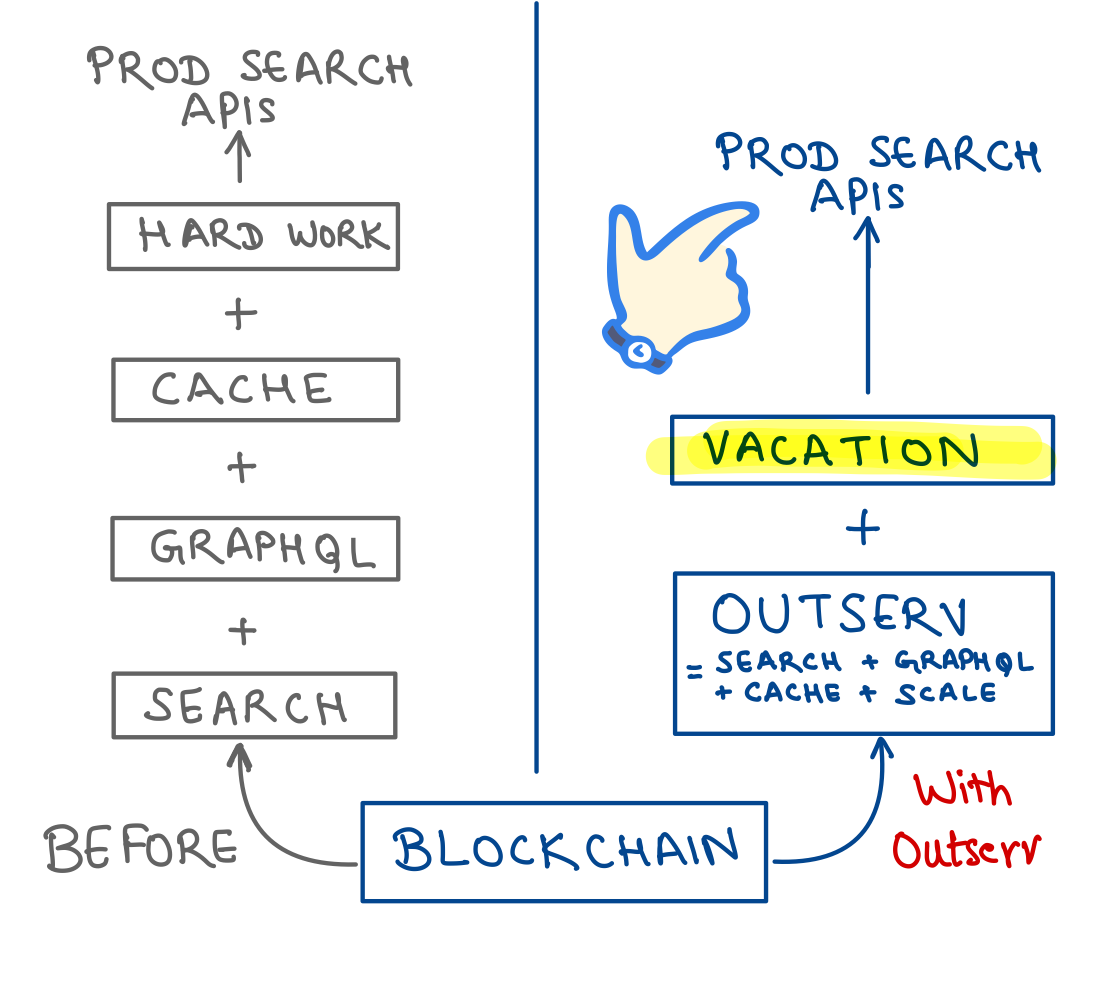 PROD SEARCH
APIS
HARD WORK
+
CACHE
+
GRAPHQL
+
SEARCH
BEFORE
BLOCKCHAIN
PROD SEARCH
APIS
VACATION
+
OUTSERV
= SEARCH + GRAPHQL
+ CACHE + SCALE
With
Outserv